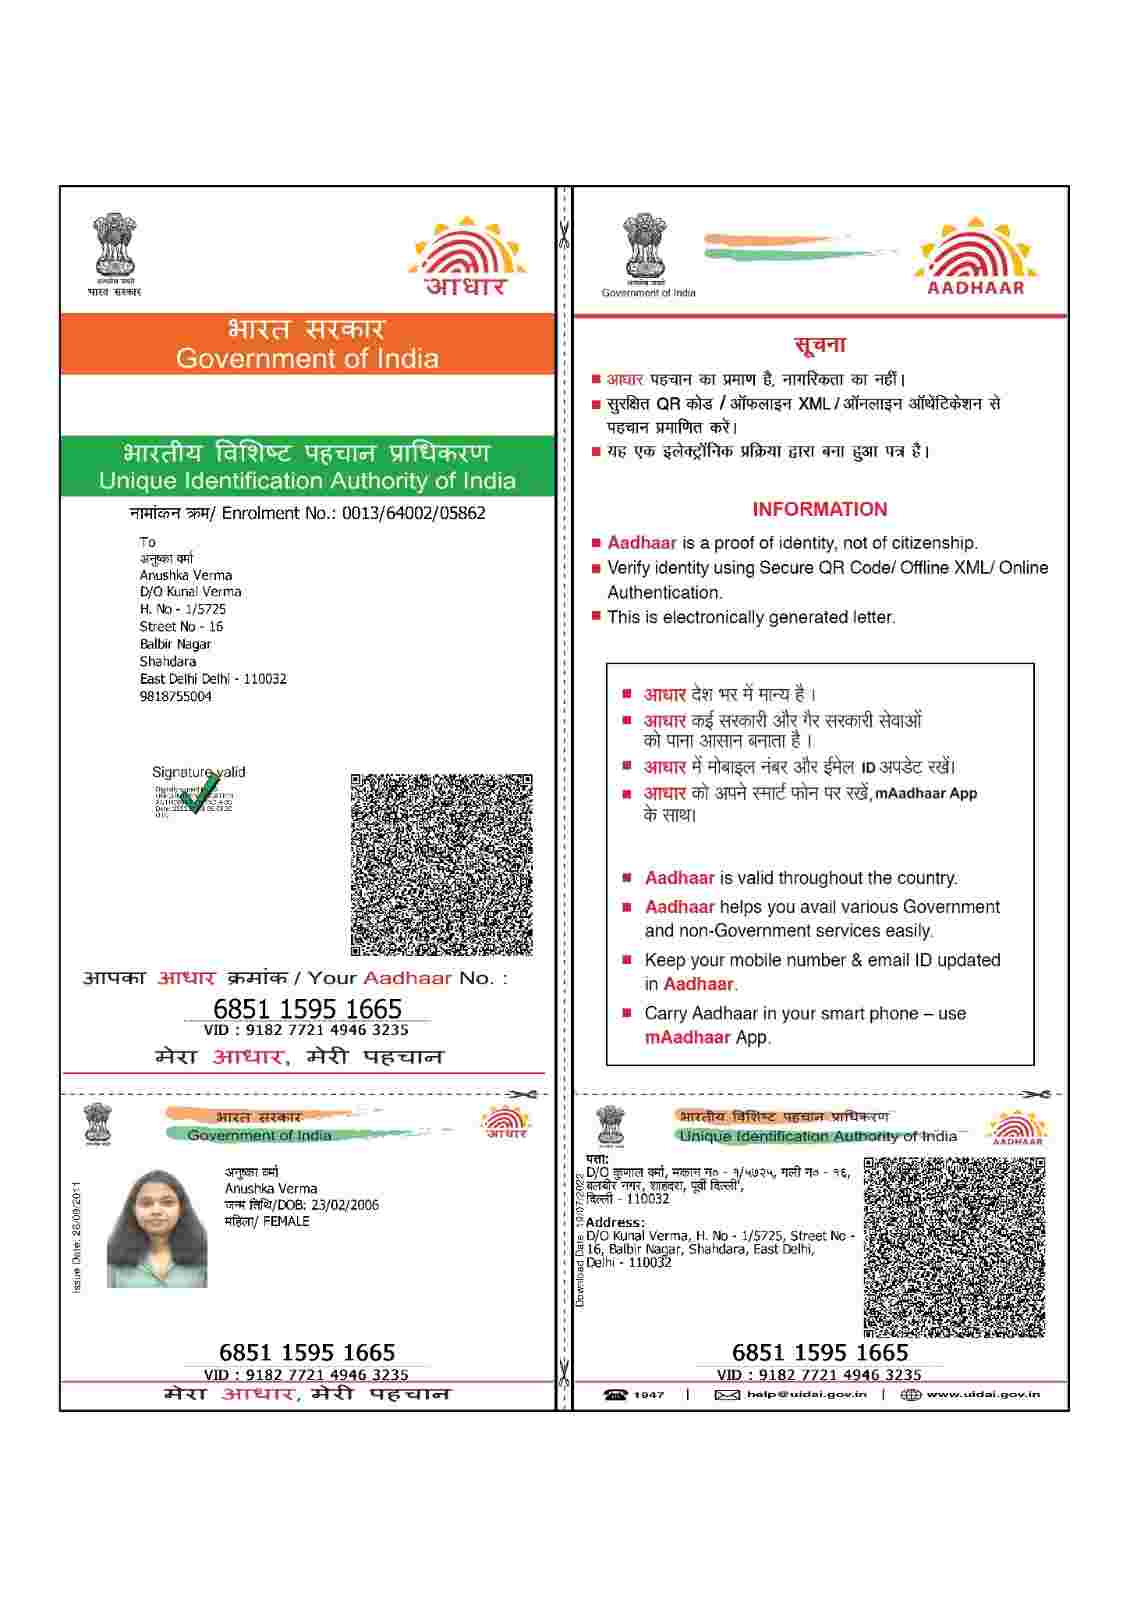 सत्यमेव जयते
भारत सरकार
आधार
भारत सरकार
Government of India
भारतीय विशिष्ट पहचान प्राधिकरण
Unique Identification Authority of India
नामांकन क्रम/ Enrolment No.: 0013/64002/05862
To
अनुष्का वर्मा
Anushka Verma
D/O Kunal Verma
H. No - 1/5725
Street No - 16
Balbir Nagar
Shahdara
East Delhi Delhi - 110032
9818755004
Signature valid
आपका आधार क्रमांक / Your Aadhaar No. :
6851 1595 1665
VID : 9182 7721 4946 3235
मेरा आधार, मेरी पहचान
सत्यमेव जयते
Government of India
AADHAAR
सूचना
आधार पहचान का प्रमाण है, नागरिकता का नहीं।
सुरक्षित QR कोड / ऑफलाइन XML / ऑनलाइन ऑथेंटिकेशन से
पहचान प्रमाणित करें।
यह एक इलेक्ट्रॉनिक प्रक्रिया द्वारा बना हुआ पत्र है।
INFORMATION
Aadhaar is a proof of identity, not of citizenship.
Verify identity using Secure QR Code/ Offline XML/ Online
Authentication.
This is electronically generated letter.
आधार देश भर में मान्य है ।
आधार कई सरकारी और गैर सरकारी सेवाओं
को पाना आसान बनाता है ।
आधार में मोबाइल नंबर और ईमेल ID अपडेट रखें।
आधार को अपने स्मार्ट फोन पर रखें, mAadhaar App
के साथ।
Aadhaar is valid throughout the country.
Aadhaar helps you avail various Government
and non-Government services easily.
Keep your mobile number & email ID updated
in Aadhaar.
Carry Aadhaar in your smart phone – use
mAadhaar App.
भारत सरकार
Government of India
आधार
Issue Date: 28/09/2011
अनुष्का वर्मा
Anushka Verma
जन्म तिथि/DOB: 23/02/2006
महिला/ FEMALE
6851 1595 1665
VID : 9182 7721 4946 3235
मेरा आधार, मेरी पहचान
भारतीय विशिष्ट पहचान प्राधिकरण
Unique Identification Authority of India
AADHAAR
Download Date: 19/07/2022
पता:
D/O कुणाल वर्मा, मकान न० - १/५७२५, गली न० - १६,
बलबीर नगर, शाहदरा, पूर्वी दिल्ली,
दिल्ली - 110032
Address:
D/O Kunal Verma, H. No - 1/5725, Street No -
16, Balbir Nagar, Shahdara, East Delhi,
Delhi - 110032
6851 1595 1665
VID : 9182 7721 4946 3235
1947 | help@uidai.gov.in | www.uidai.gov.in